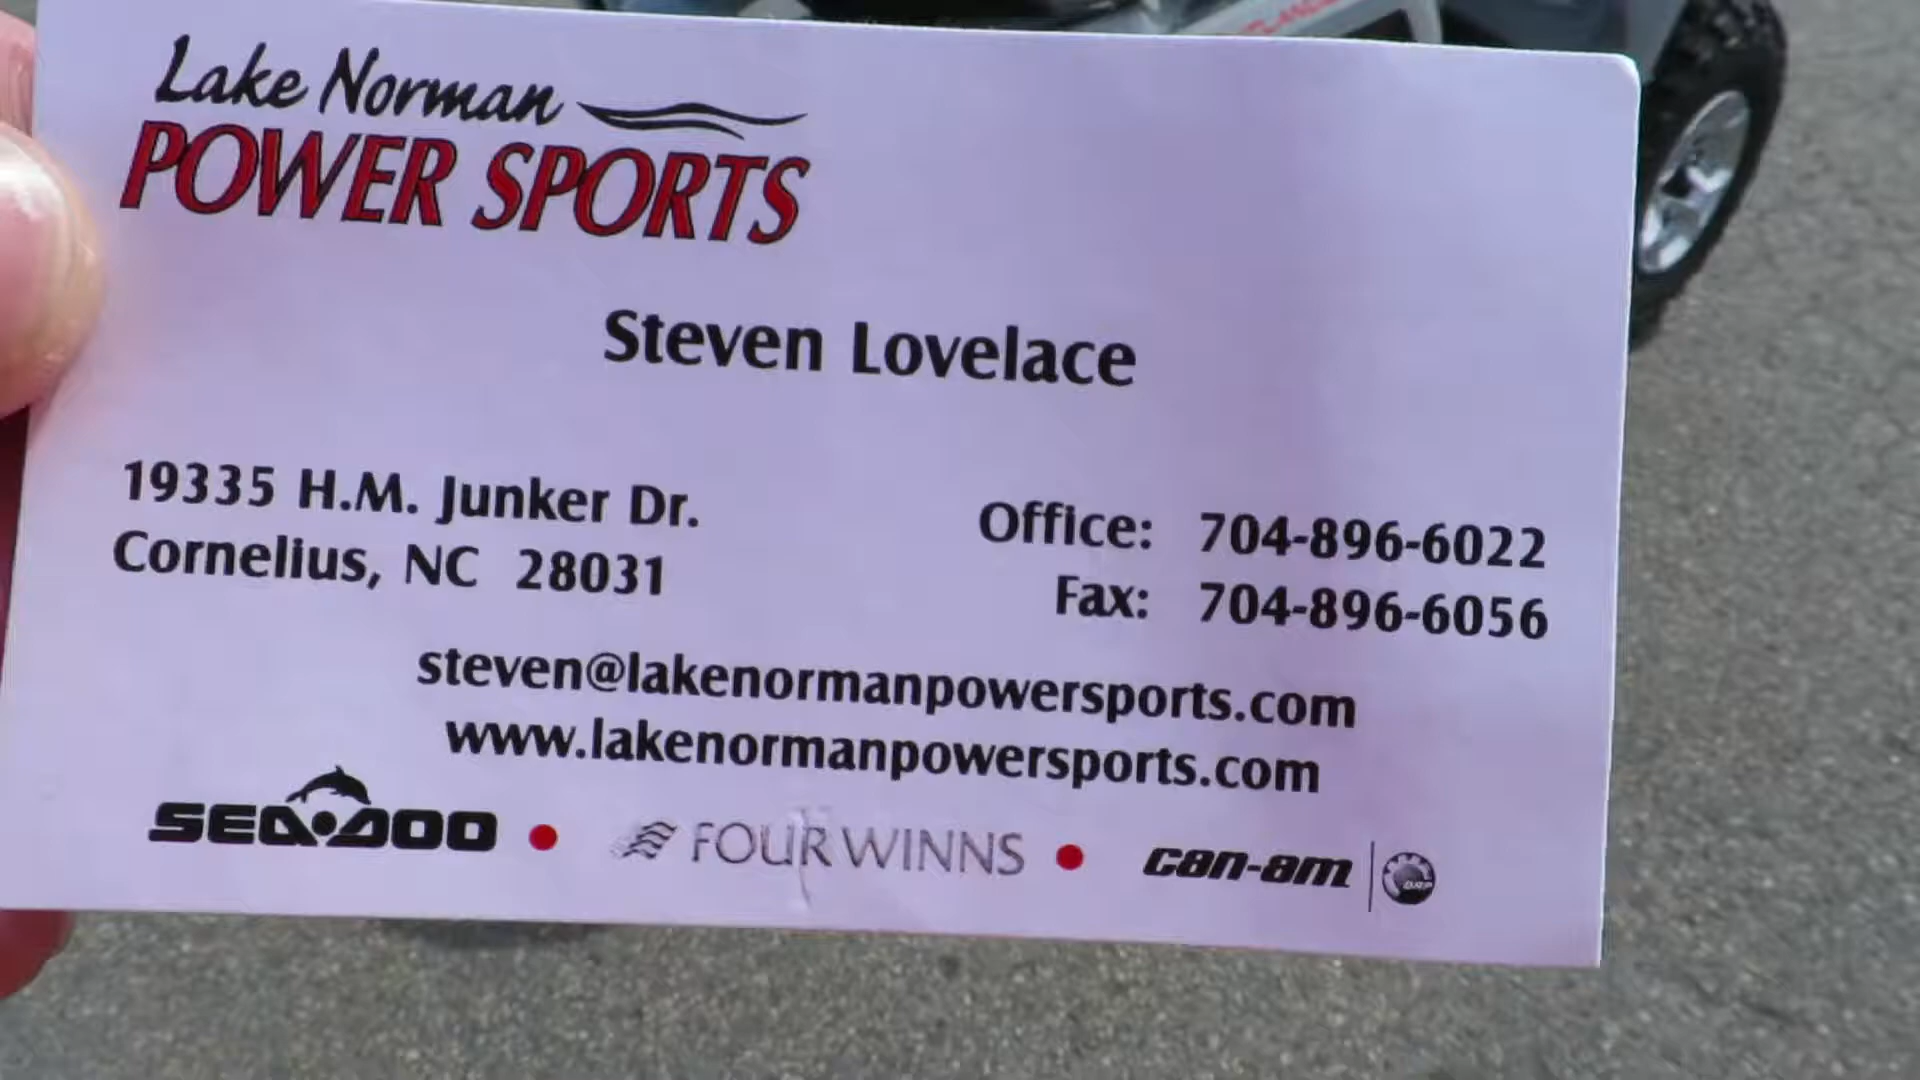 Lake Norman
POWER SPORTS
Steven Lovelace
19335 H.M. Junker Dr.
Cornelius, NC 28031
Office: 704-896-6022
Fax: 704-896-6056
steven@lakenormanpowersports.com
www.lakenormanpowersports.com
SEA-DOO • FOUR WINNS • can-am BRP